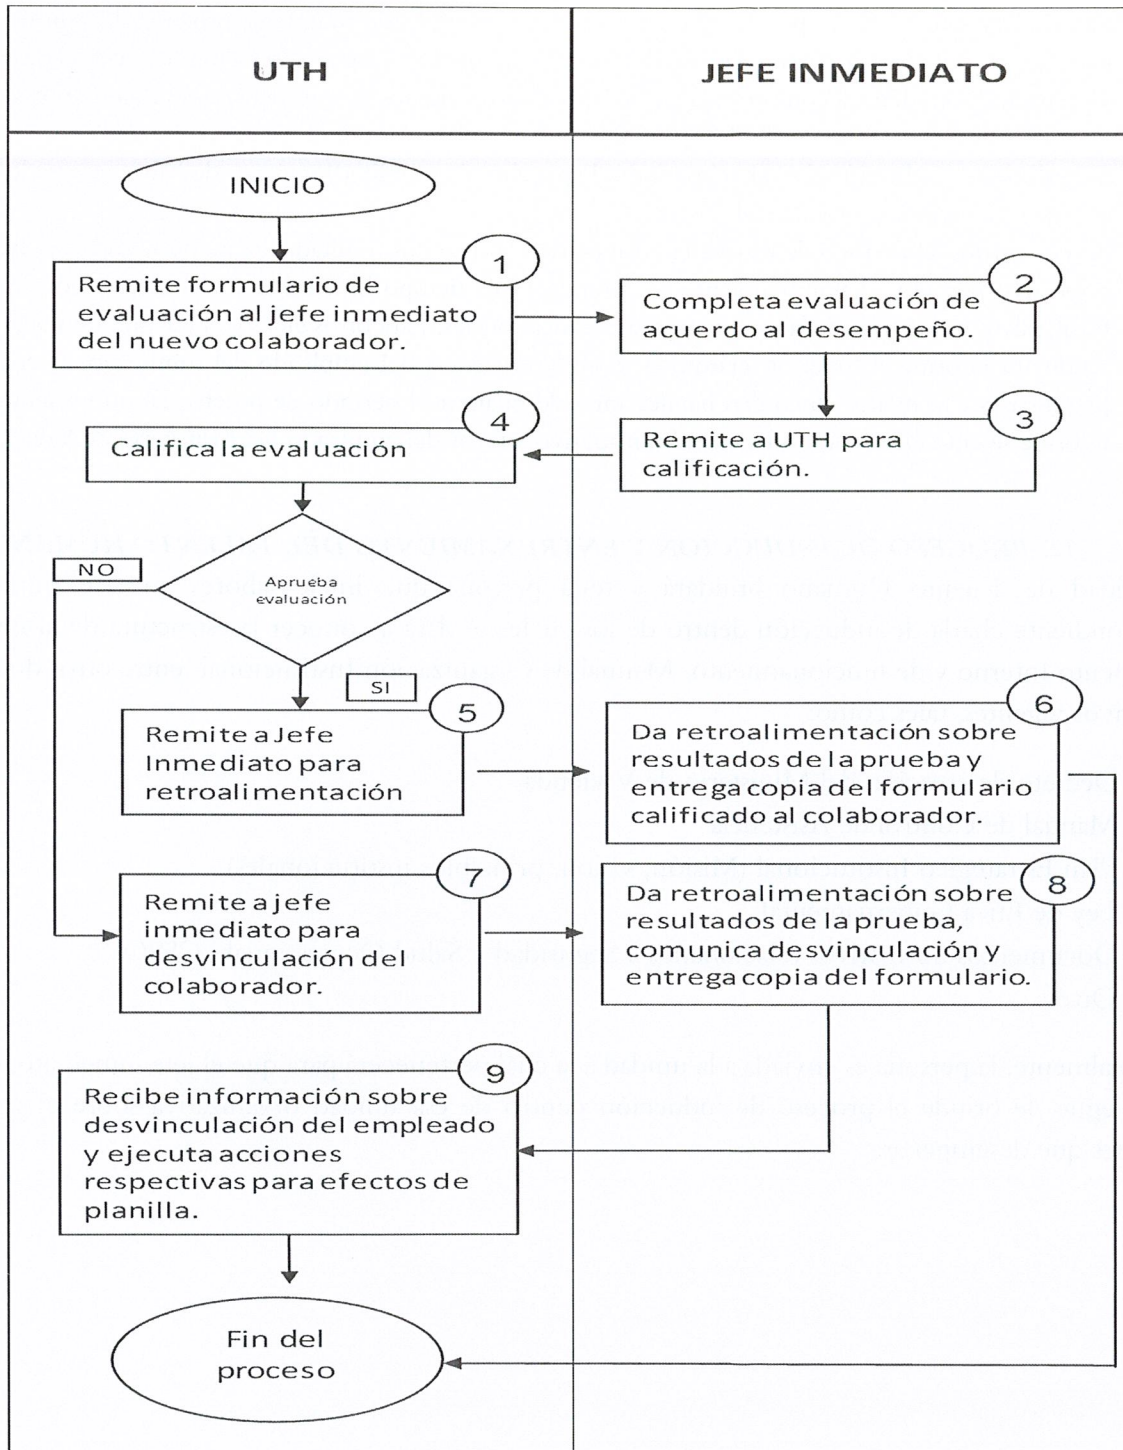 UTH
JEFE INMEDIATO
INICIO
1
Remite formulario de
evaluación al jefe inmediato
del nuevo colaborador.
2
Completa evaluación de
acuerdo al desempeño.
3
Remite a UTH para
calificación.
4
Califica la evaluación
Aprueba
evaluación
NO
SI
5
Remite a Jefe
Inmediato para
retroalimentación
6
Da retroalimentación sobre
resultados de la prueba y
entrega copia del formulario
calificado al colaborador.
7
Remite a jefe
inmediato para
desvinculación del
colaborador.
8
Da retroalimentación sobre
resultados de la prueba,
comunica desvinculación y
entrega copia del formulario.
9
Recibe información sobre
desvinculación del empleado
y ejecuta acciones
respectivas para efectos de
planilla.
Fin del
proceso